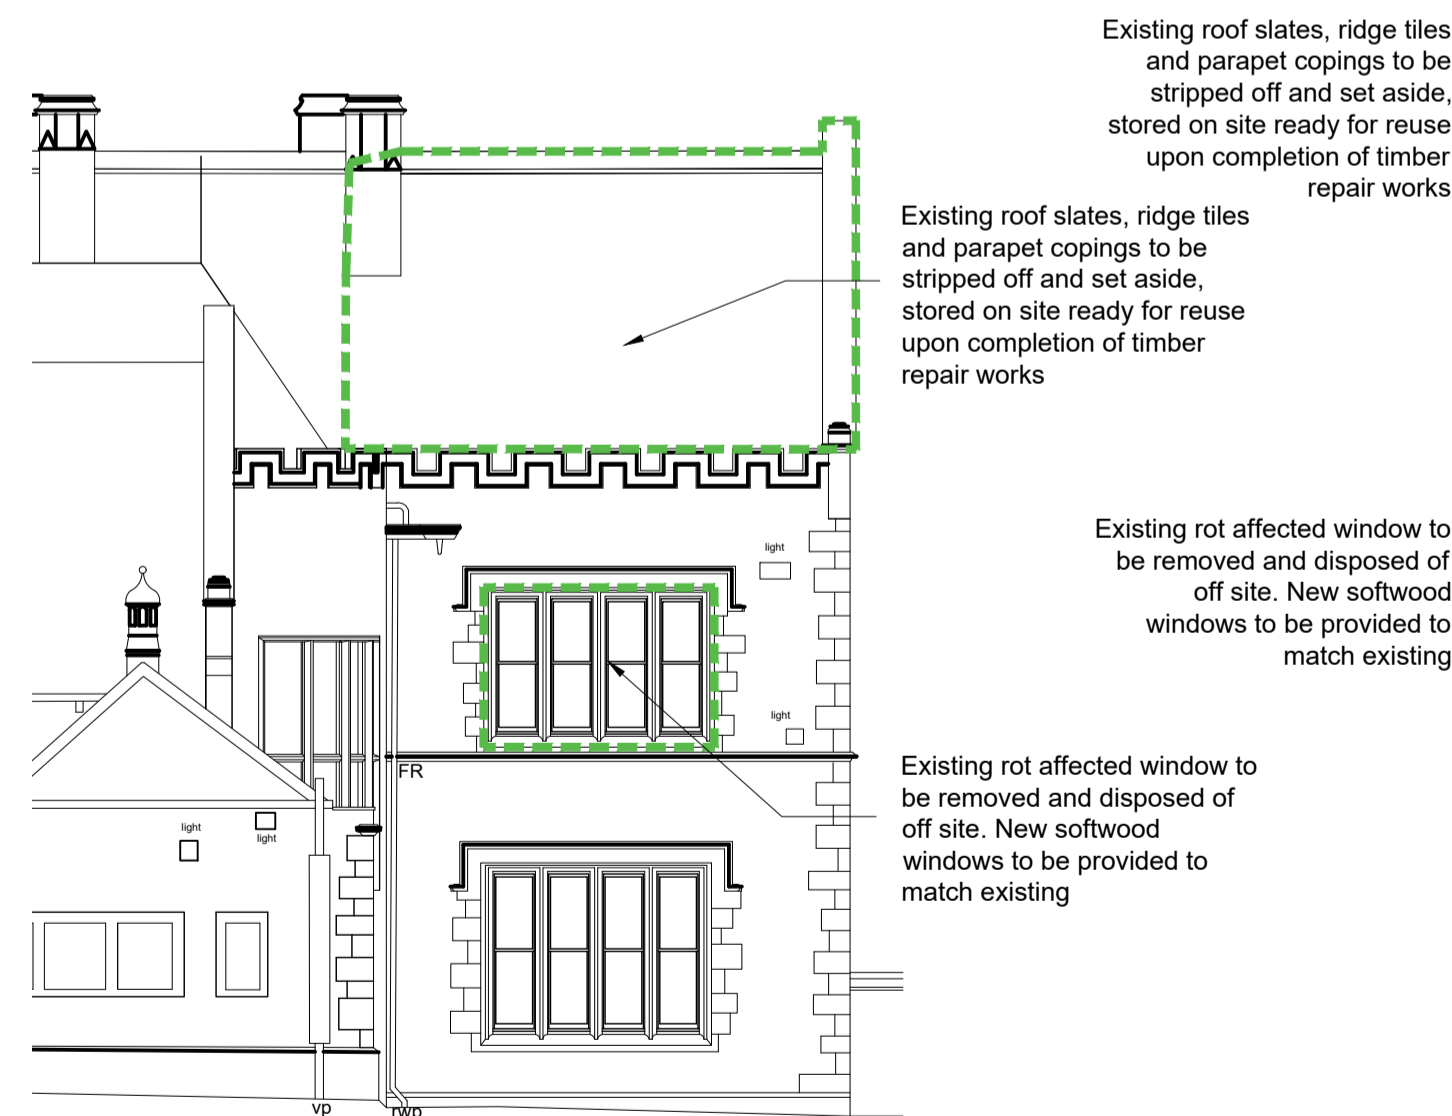 Existing roof slates, ridge tiles
and parapet copings to be
stripped off and set aside,
stored on site ready for reuse
upon completion of timber
repair works
Existing roof slates, ridge tiles
and parapet copings to be
stripped off and set aside,
stored on site ready for reuse
upon completion of timber
repair works
Existing rot affected window to
be removed and disposed of
off site. New softwood
windows to be provided to
match existing
light
light
FR
Existing rot affected window to
be removed and disposed of
off site. New softwood
windows to be provided to
match existing
light
light
vp
rwp